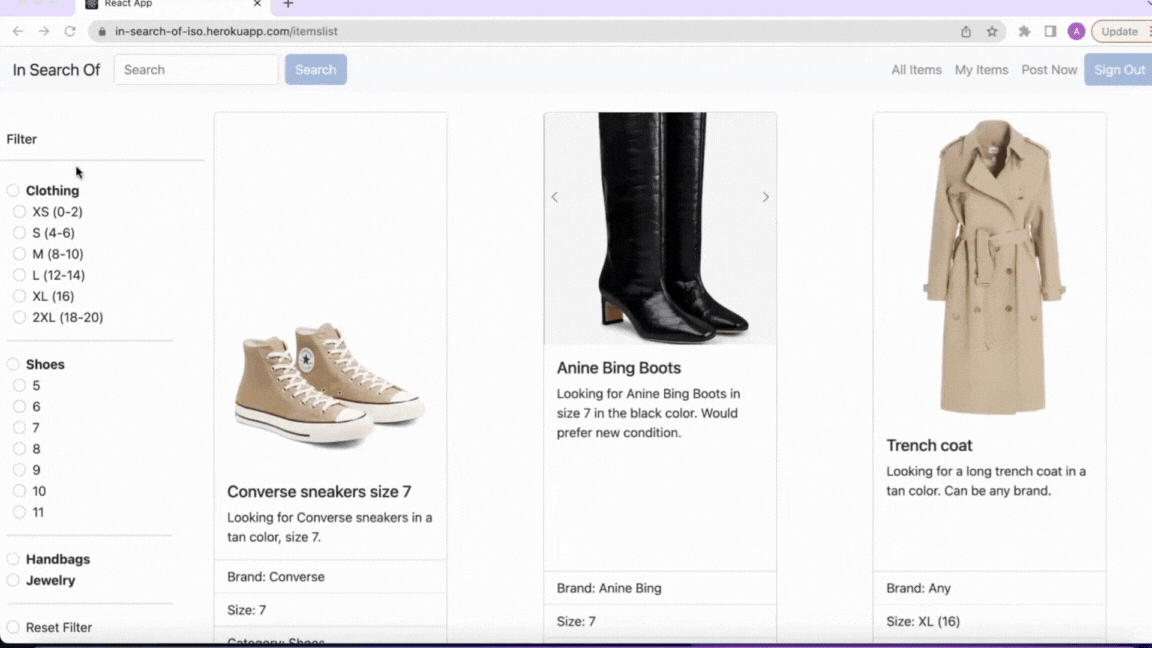 React App
in-search-of-iso.herokuapp.com/itemslist
A
Update
In Search Of
Search
Search
All Items
My Items
Post Now
Sign Out
Filter
Clothing
XS (0-2)
S (4-6)
M (8-10)
L (12-14)
XL (16)
2XL (18-20)
Shoes
5
6
7
8
9
10
11
Handbags
Jewelry
Reset Filter
Converse sneakers size 7
Looking for Converse sneakers in a
tan color, size 7.
Brand: Converse
Size: 7
Category: Shoes
Anine Bing Boots
Looking for Anine Bing Boots in
size 7 in the black color. Would
prefer new condition.
Brand: Anine Bing
Size: 7
Trench coat
Looking for a long trench coat in a
tan color. Can be any brand.
Brand: Any
Size: XL (16)